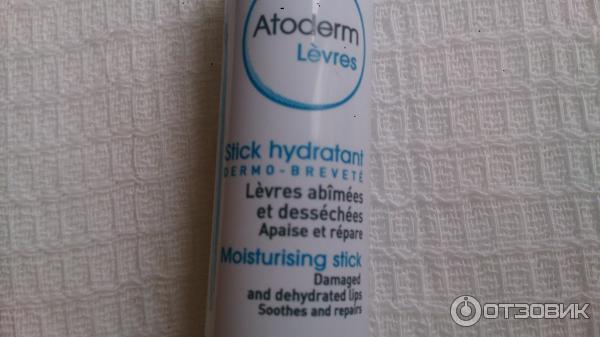 Atoderm
Lèvres
Stick hydratant
DERMO-BREVETÉ
Lèvres abîmées
et desséchées
Apaise et répare
Moisturising stick
Damaged
and dehydrated lips
Soothes and repairs
ОТЗОВИК